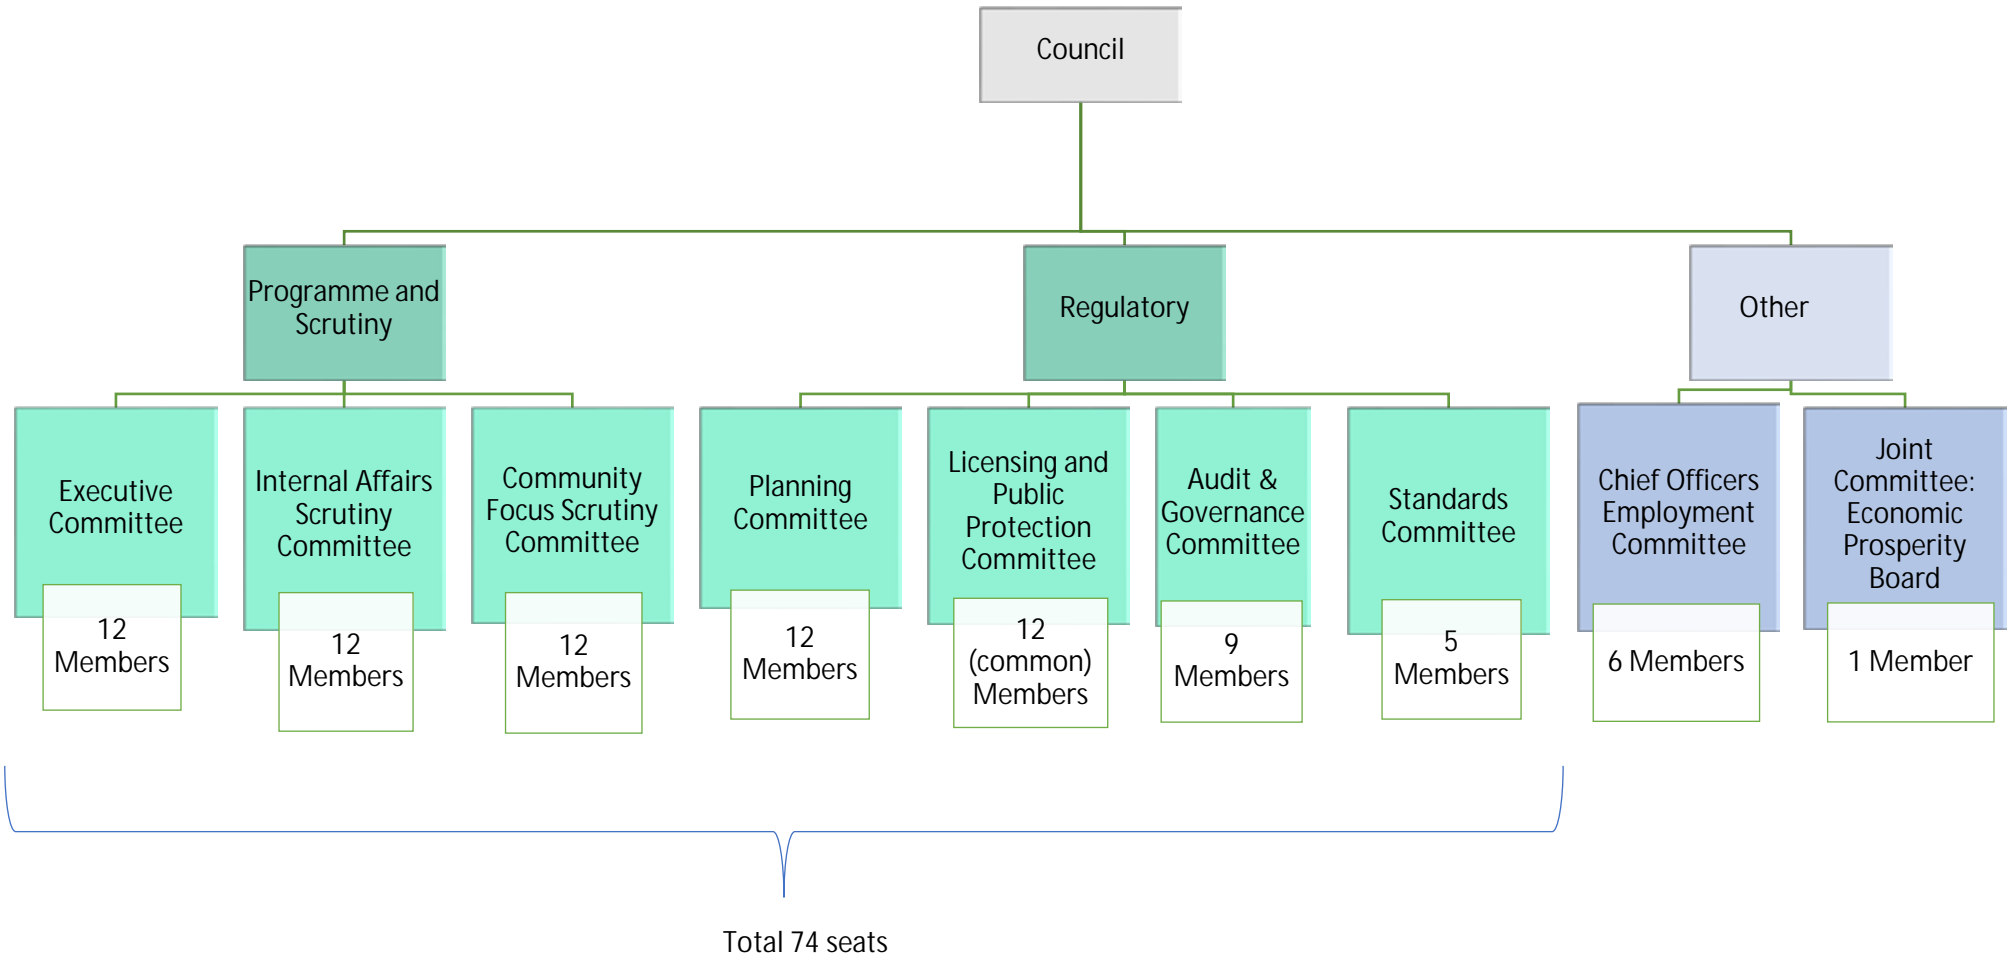 Council
Programme and
Scrutiny
Regulatory
Other
Executive
Committee
12
Members
Internal Affairs
Scrutiny
Committee
12
Members
Community
Focus Scrutiny
Committee
12
Members
Planning
Committee
12
Members
Licensing and
Public
Protection
Committee
12
(common)
Members
Audit &
Governance
Committee
9
Members
Standards
Committee
5
Members
Chief Officers
Employment
Committee
6 Members
Joint
Committee:
Economic
Prosperity
Board
1 Member
Total 74 seats